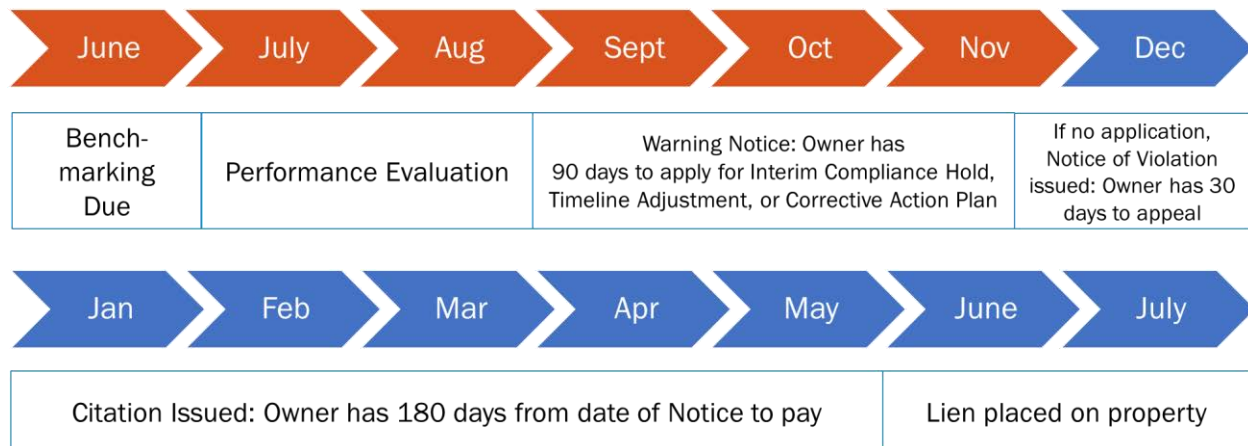 June July Aug Sept Oct Nov Dec
Bench-
marking
Due
Performance Evaluation
Warning Notice: Owner has
90 days to apply for Interim Compliance Hold,
Timeline Adjustment, or Corrective Action Plan
If no application,
Notice of Violation
issued: Owner has 30
days to appeal
Jan Feb Mar Apr May June July
Citation Issued: Owner has 180 days from date of Notice to pay
Lien placed on property